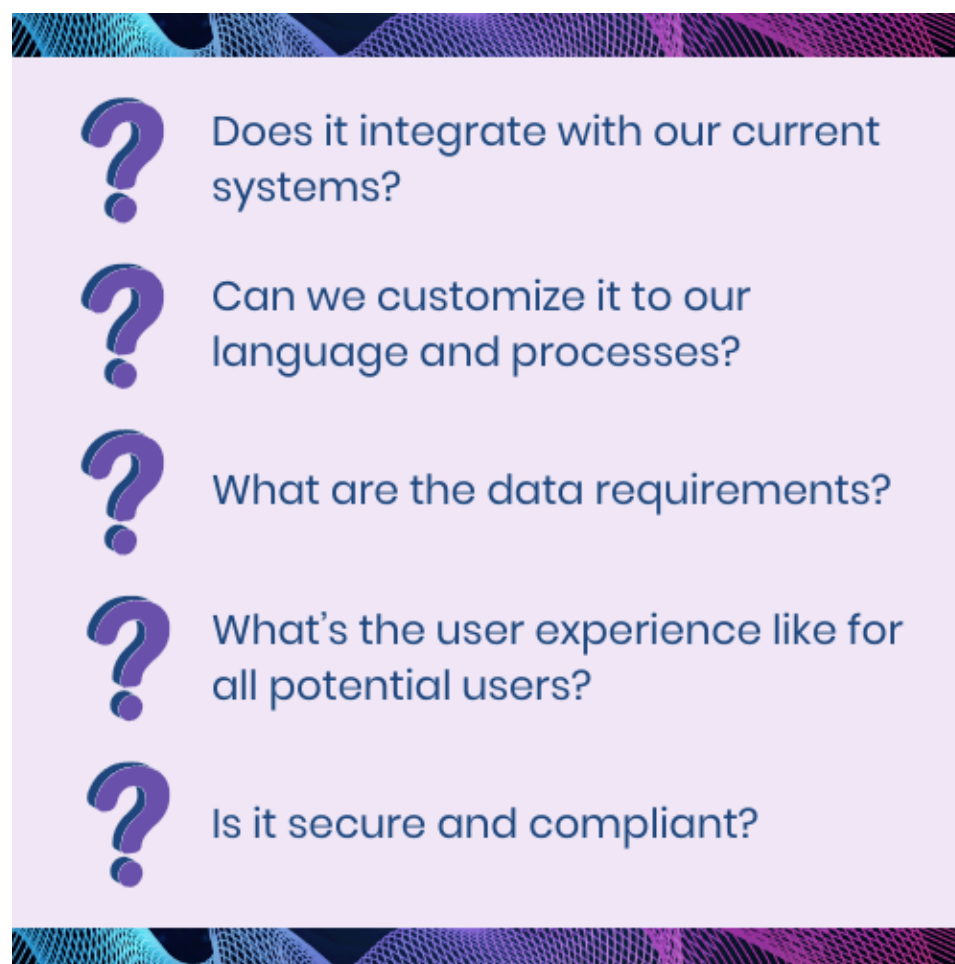 Does it integrate with our current
systems?
Can we customize it to our
language and processes?
What are the data requirements?
What’s the user experience like for
all potential users?
Is it secure and compliant?